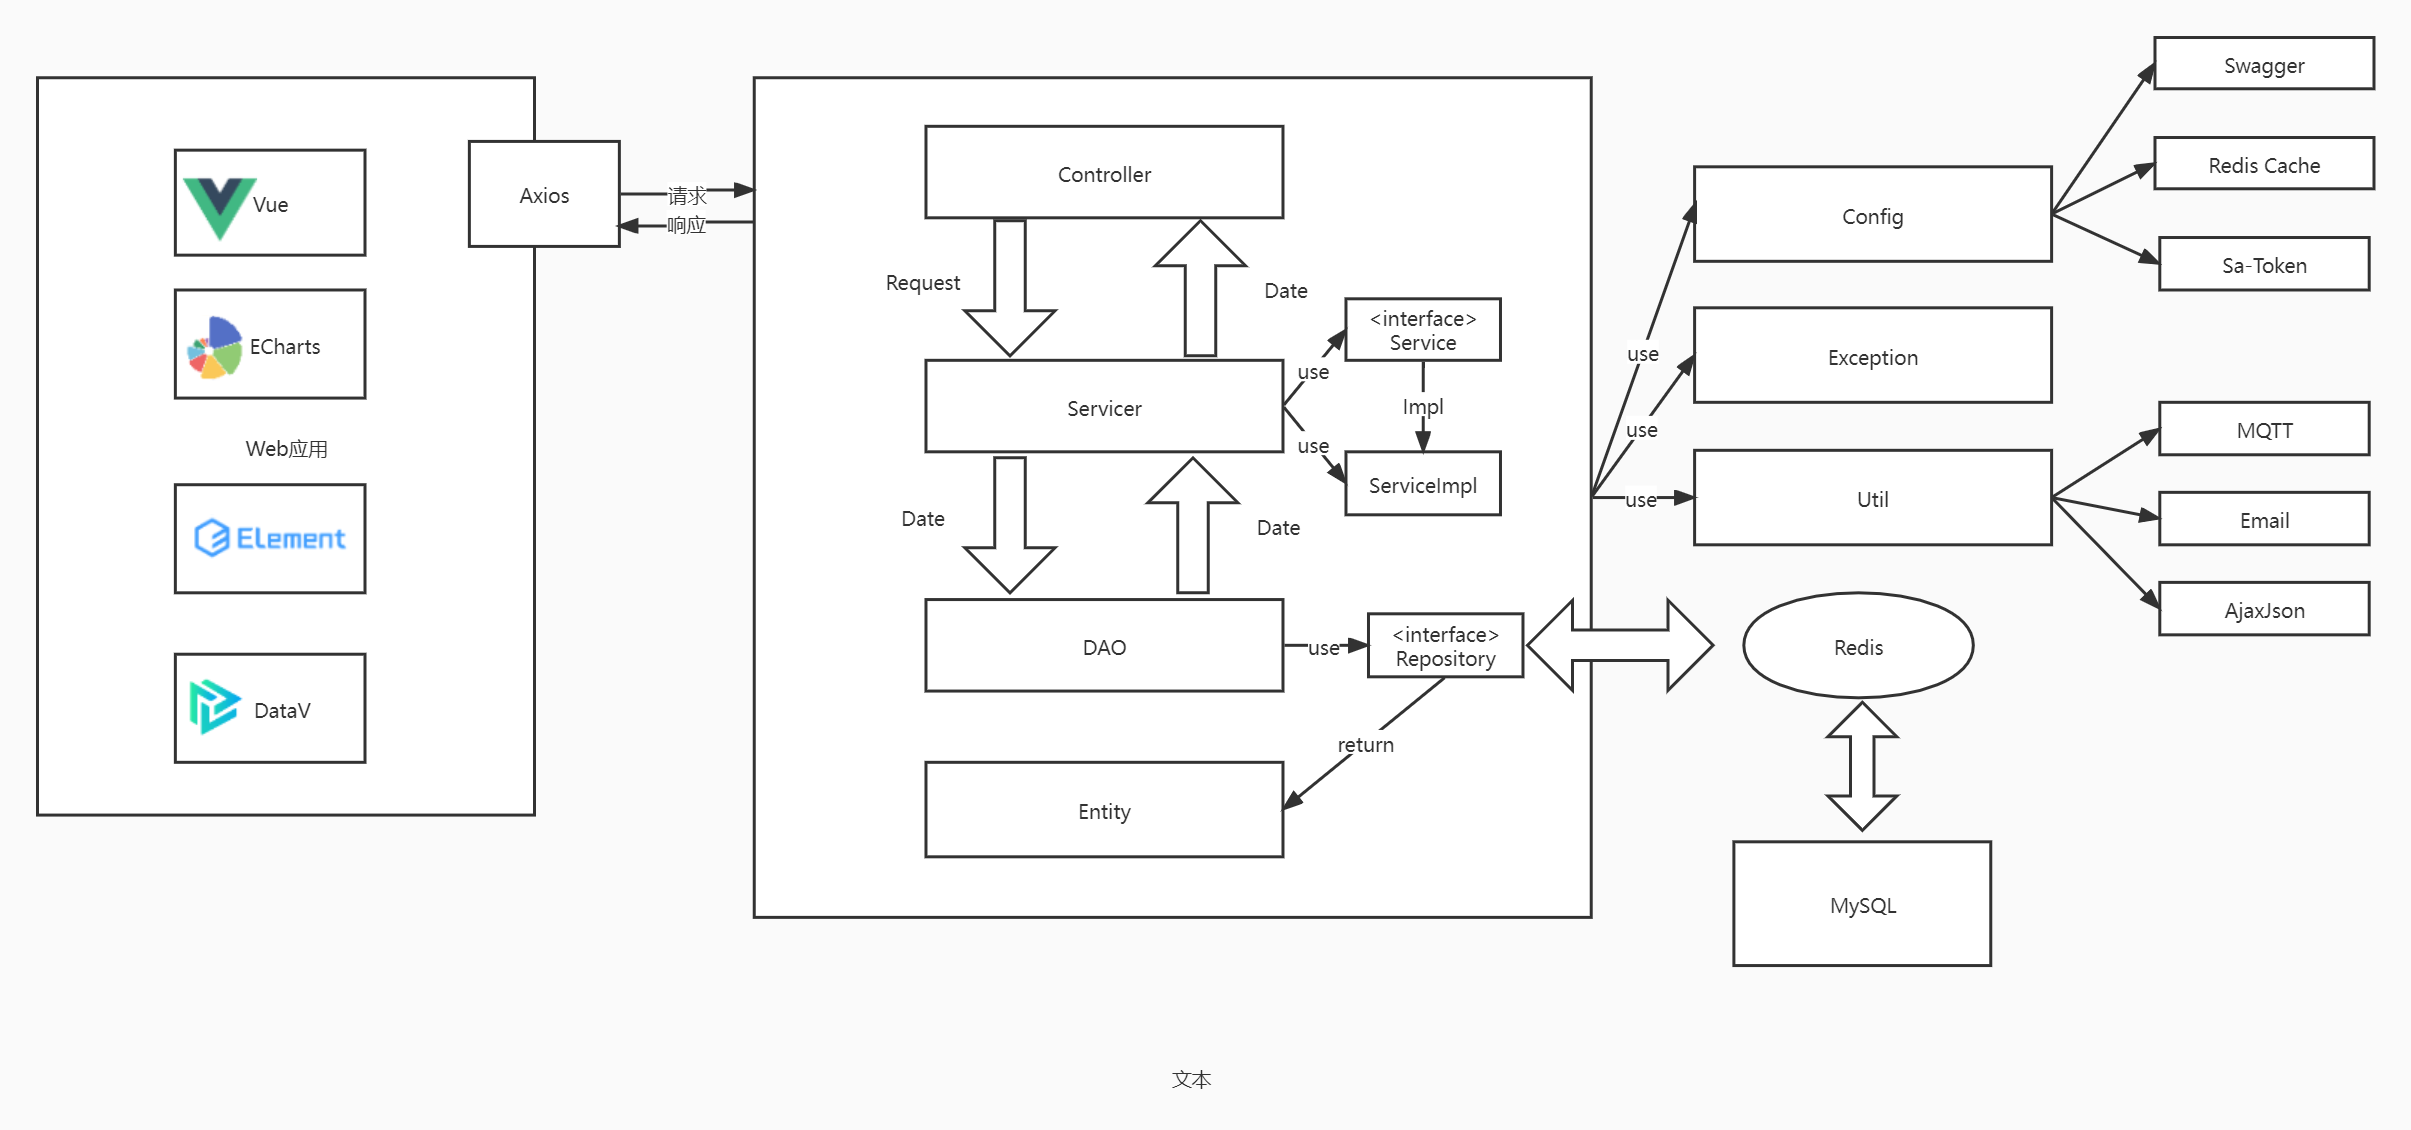 Vue
ECharts
Web应用
Element
DataV
Axios
请求
响应
Controller
Request
Date
<interface>
Service
use
Impl
Servicer
use
ServiceImpl
Date
Date
DAO
use
<interface>
Repository
return
Entity
use
use
use
Config
Exception
Util
Swagger
Redis Cache
Sa-Token
MQTT
Email
AjaxJson
Redis
MySQL
文本